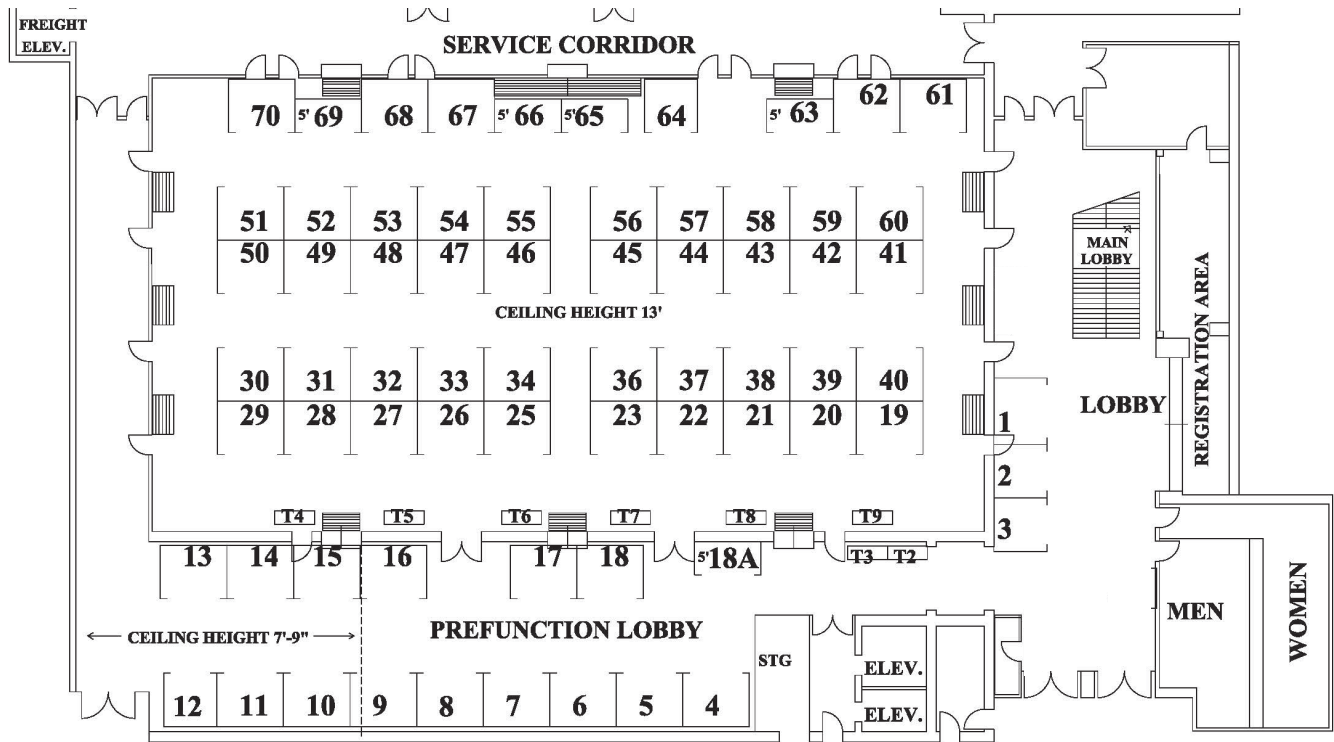 FREIGHT
ELEV.
SERVICE CORRIDOR
70 5' 69 68 67 5' 66 5' 65 64 5' 63 62 61
51 52 53 54 55 56 57 58 59 60
50 49 48 47 46 45 44 43 42 41
MAIN
LOBBY
CEILING HEIGHT 13'
REGISTRATION AREA
30 31 32 33 34 36 37 38 39 40
29 28 27 26 25 23 22 21 20 19
LOBBY
1
2
3
T4 T5 T6 T7 T8 T9
13 14 15 16 17 18 5' 18A T3 T2
CEILING HEIGHT 7'-9"
PREFUNCTION LOBBY
STG
ELEV.
ELEV.
MEN
WOMEN
12 11 10 9 8 7 6 5 4